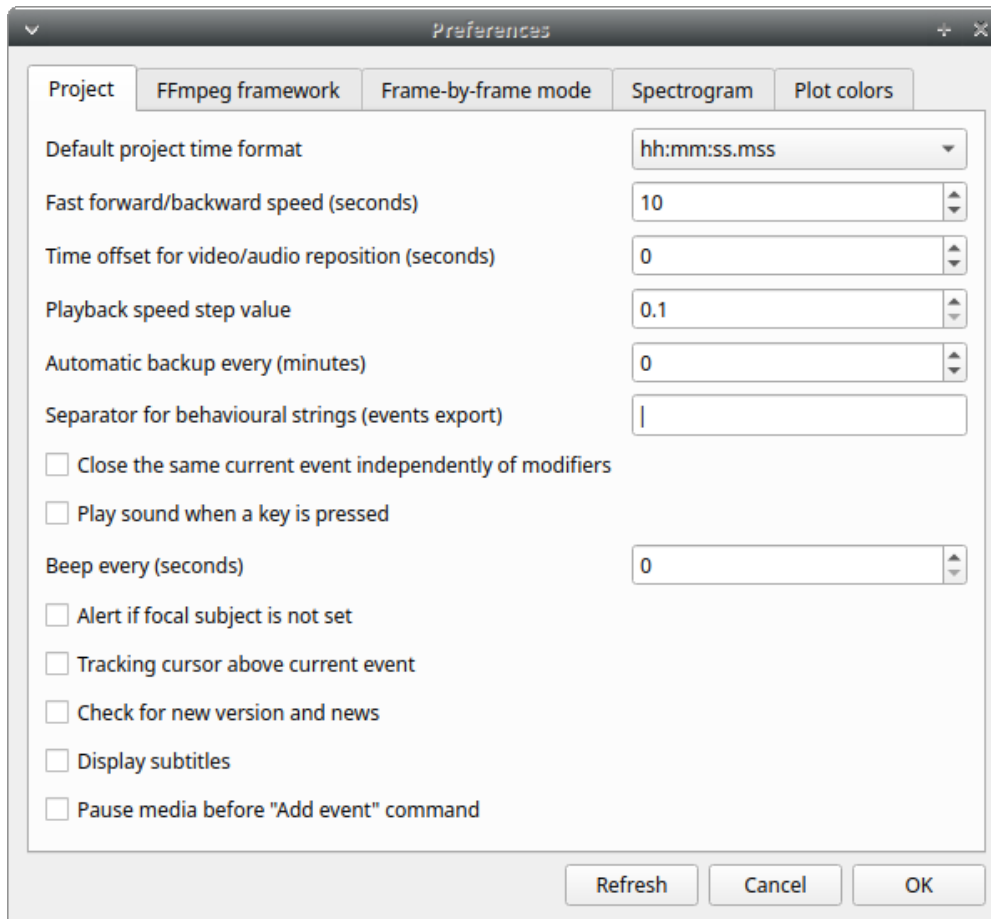 Preferences
Project FFmpeg framework Frame-by-frame mode Spectrogram Plot colors
Default project time format hh:mm:ss.mss
Fast forward/backward speed (seconds) 10
Time offset for video/audio reposition (seconds) 0
Playback speed step value 0.1
Automatic backup every (minutes) 0
Separator for behavioural strings (events export) |
Close the same current event independently of modifiers
Play sound when a key is pressed
Beep every (seconds) 0
Alert if focal subject is not set
Tracking cursor above current event
Check for new version and news
Display subtitles
Pause media before "Add event" command
Refresh Cancel OK